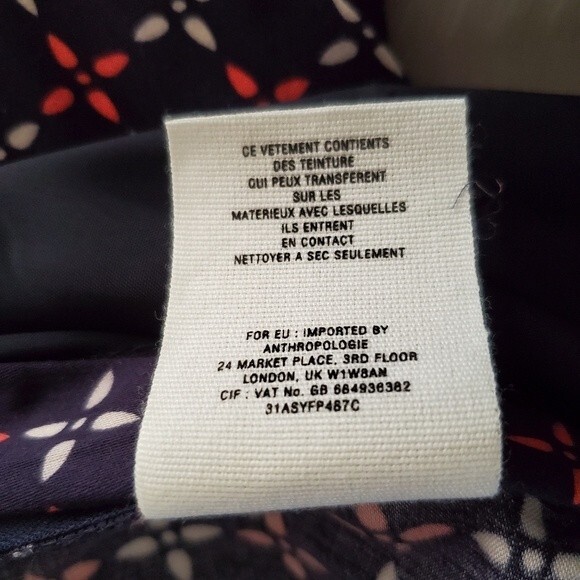 CE VETEMENT CONTIENTS
DES TEINTURE
QUI PEUX TRANSFERENT
SUR LES
MATERIEUX AVEC LESQUELLES
ILS ENTRENT
EN CONTACT
NETTOYER A SEC SEULEMENT
FOR EU : IMPORTED BY
ANTHROPOLOGIE
24 MARKET PLACE, 3RD FLOOR
LONDON, UK W1W8AN
CIF : VAT No. GB 664936382
31ASYFP467C